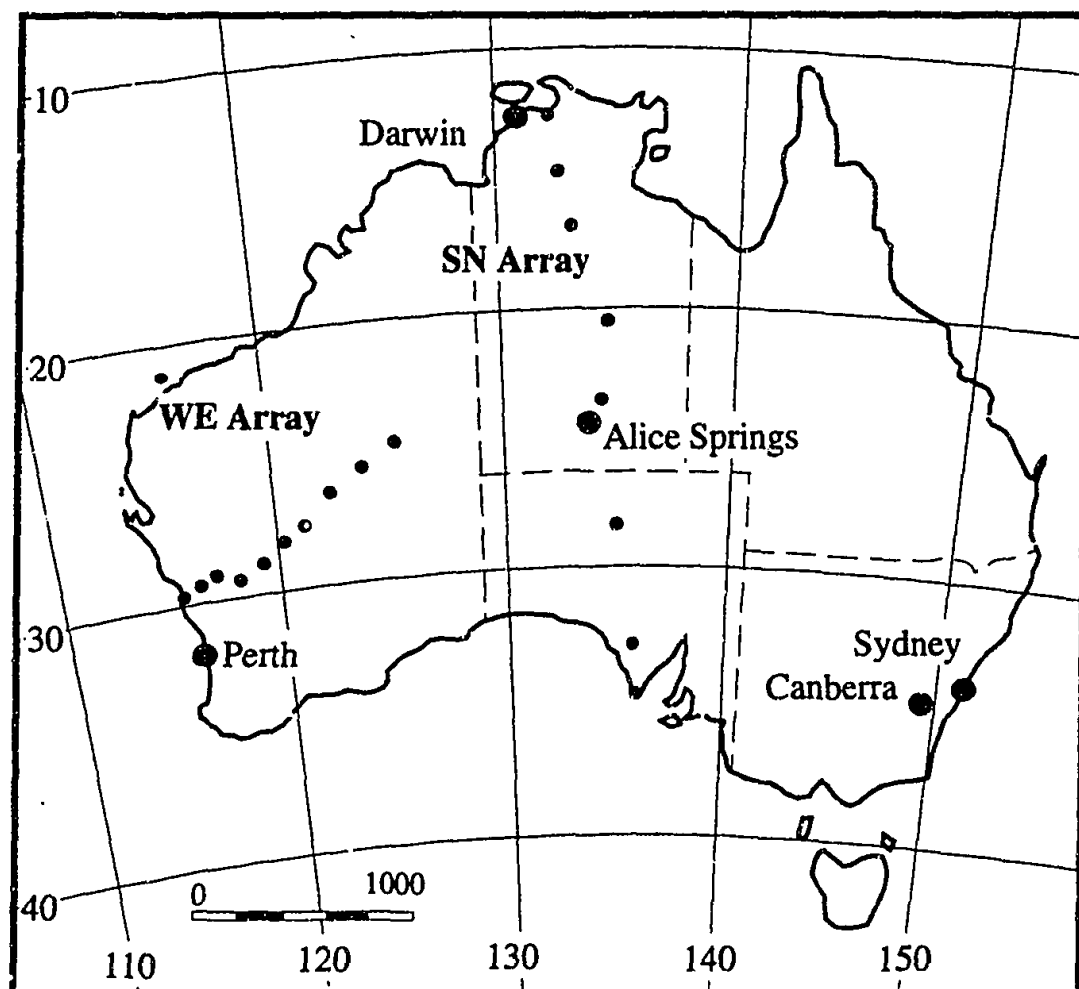 10
Darwin
SN Array
20
WE Array
Alice Springs
30
Perth
Sydney
Canberra
0 1000
40
110 120 130 140 150